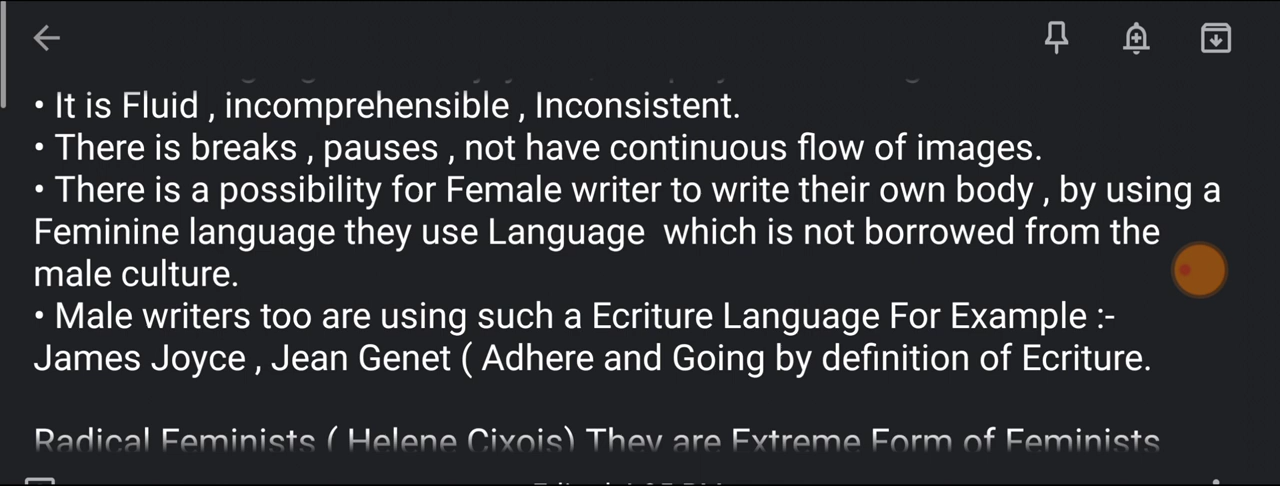 • It is Fluid , incomprehensible , Inconsistent.
• There is breaks , pauses , not have continuous flow of images.
• There is a possibility for Female writer to write their own body , by using a
Feminine language they use Language  which is not borrowed from the
male culture.
• Male writers too are using such a Ecriture Language For Example :-
James Joyce , Jean Genet ( Adhere and Going by definition of Ecriture.
Radical Feminists ( Helene Cixois) They are Extreme Form of Feminists